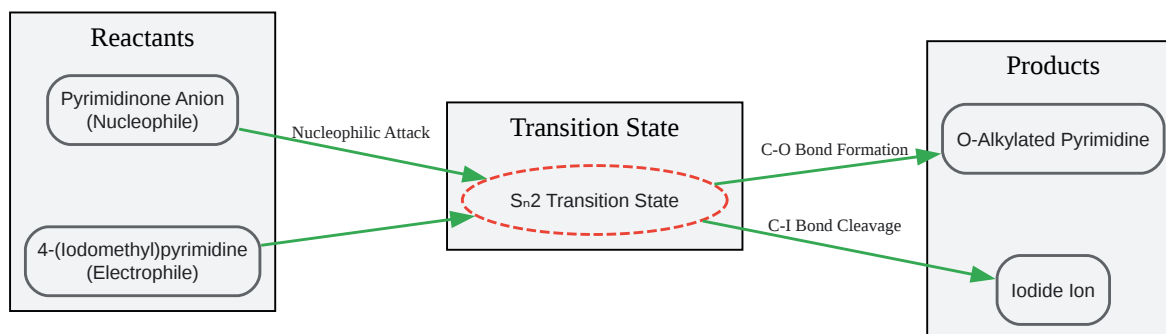 Reactants
Pyrimidinone Anion
(Nucleophile)
4-(Iodomethyl)pyrimidine
(Electrophile)
Nucleophilic Attack
Transition State
Sₙ2 Transition State
C-O Bond Formation
C-I Bond Cleavage
Products
O-Alkylated Pyrimidine
Iodide Ion